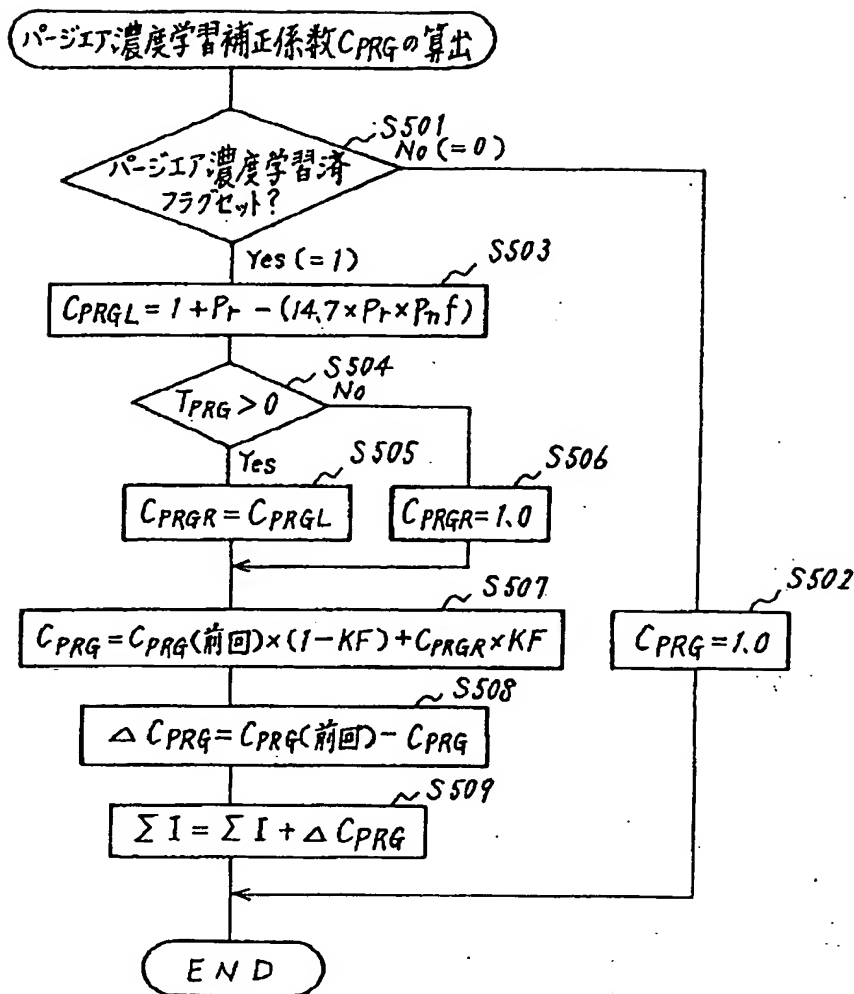 パージエア濃度学習補正係数CPRGの算出
S501
No (=0)
パージエア濃度学習済
フラグセット?
Yes (=1)
S503
CPRGL = 1 + Pr - (14.7 × Pr × Pnf)
S504
No
TPRG > 0
Yes
S505
S506
CPRGR = CPRGL
CPRGR = 1.0
S507
S502
CPRG = CPRG(前回) × (1-KF) + CPRGR × KF
CPRG = 1.0
S508
△ CPRG = CPRG(前回) - CPRG
S509
Σ I = Σ I + △ CPRG
END